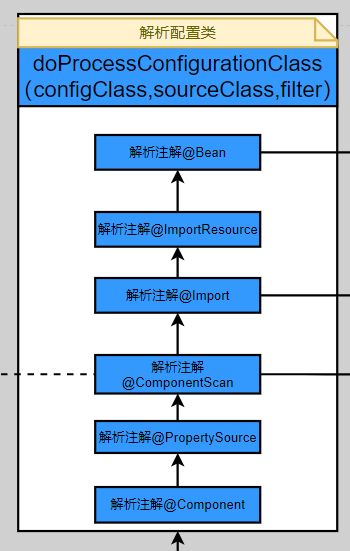 解析配置类
doProcessConfigurationClass
（configClass,sourceClass,filter）
解析注解@Bean
解析注解@ImportResource
解析注解@Import
解析注解
@ComponentScan
解析注解@PropertySource
解析注解@Component